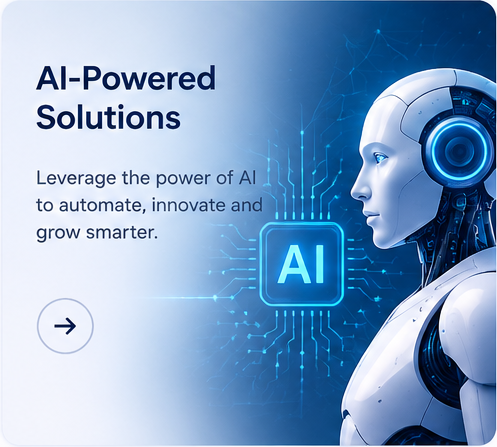 AI-Powered
Solutions
Leverage the power of AI
to automate, innovate and
grow smarter.
AI